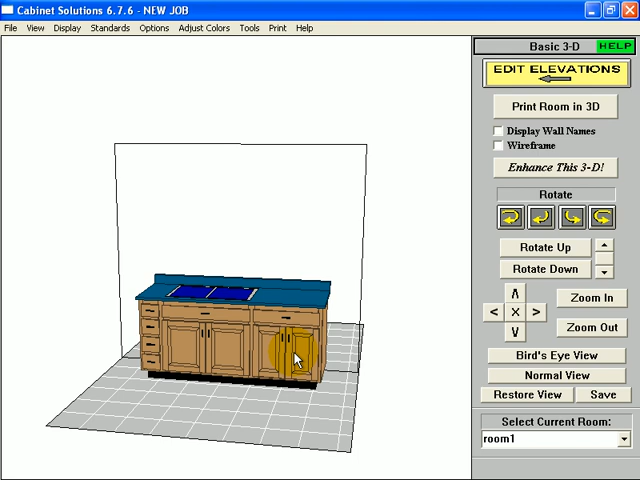 Cabinet Solutions 6.7.6 - NEW JOB
File View Display Standards Options Adjust Colors Tools Print Help
Basic 3-D HELP
EDIT ELEVATIONS
Print Room in 3D
Display Wall Names
Wireframe
Enhance This 3-D!
Rotate
Rotate Up
Rotate Down
Λ
< X >
V
Zoom In
Zoom Out
Bird's Eye View
Normal View
Restore View Save
Select Current Room:
room1